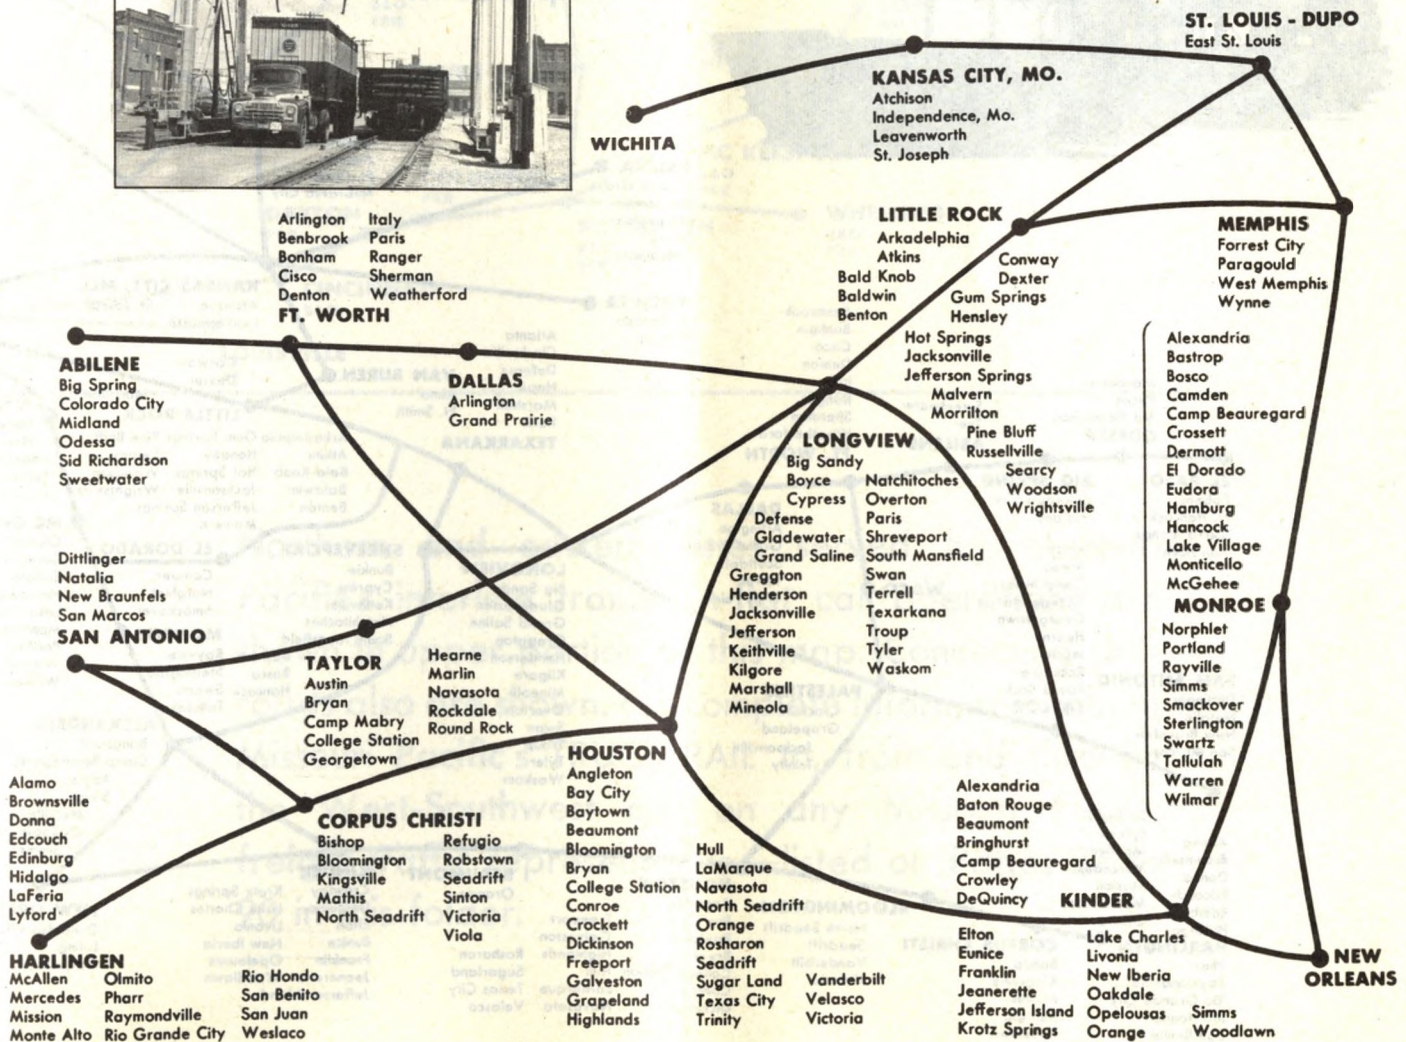 ST. LOUIS - DUPO
East St. Louis
KANSAS CITY, MO.
Atchison
Independence, Mo.
Leavenworth
St. Joseph
WICHITA
LITTLE ROCK
Arkadelphia
Atkins
Bald Knob
Baldwin
Benton
Conway
Dexter
Gum Springs
Hensley
Hot Springs
Jacksonville
Jefferson Springs
Malvern
Morrilton
Pine Bluff
Russellville
Searcy
Woodson
Wrightsville
MEMPHIS
Forrest City
Paragould
West Memphis
Wynne
Arlington Italy
Benbrook Paris
Bonham Ranger
Cisco Sherman
Denton Weatherford
FT. WORTH
ABILENE
Big Spring
Colorado City
Midland
Odessa
Sid Richardson
Sweetwater
DALLAS
Arlington
Grand Prairie
LONGVIEW
Big Sandy
Boyce
Cypress
Defense
Gladewater
Grand Saline
Greggton
Henderson
Jacksonville
Jefferson
Keithville
Kilgore
Marshall
Mineola
Natchitoches
Overton
Paris
Shreveport
South Mansfield
Swan
Terrell
Texarkana
Troup
Tyler
Waskom
Alexandria
Bastrop
Bosco
Camden
Camp Beauregard
Crossett
Dermott
El Dorado
Eudora
Hamburg
Hancock
Lake Village
Monticello
McGehee
MONROE
Norphlet
Portland
Rayville
Simms
Smackover
Sterlington
Swartz
Tallulah
Warren
Wilmar
Dittlinger
Natalia
New Braunfels
San Marcos
SAN ANTONIO
TAYLOR
Austin
Bryan
Camp Mabry
College Station
Georgetown
Hearne
Marlin
Navasota
Rockdale
Round Rock
HOUSTON
Angleton
Bay City
Baytown
Beaumont
Bloomington
Bryan
College Station
Conroe
Crockett
Dickinson
Freeport
Galveston
Grapeland
Highlands
Hull
LaMarque
Navasota
North Seadrift
Orange
Rosharon
Seadrift
Sugar Land
Texas City
Trinity
Vanderbilt
Velasco
Victoria
CORPUS CHRISTI
Bishop
Bloomington
Kingsville
Mathis
North Seadrift
Refugio
Robstown
Seadrift
Sinton
Victoria
Viola
Alamo
Brownsville
Donna
Edcouch
Edinburg
Hidalgo
LaFeria
Lyford
HARLINGEN
McAllen Olmito Rio Hondo
Mercedes Pharr San Benito
Mission Raymondville San Juan
Monte Alto Rio Grande City Weslaco
Alexandria
Baton Rouge
Beaumont
Bringhurst
Camp Beauregard
Crowley
DeQuincy
KINDER
Elton
Eunice
Franklin
Jeanerette
Jefferson Island
Krotz Springs
Lake Charles
Livonia
New Iberia
Oakdale
Opelousas
Orange
Simms
Woodlawn
NEW
ORLEANS